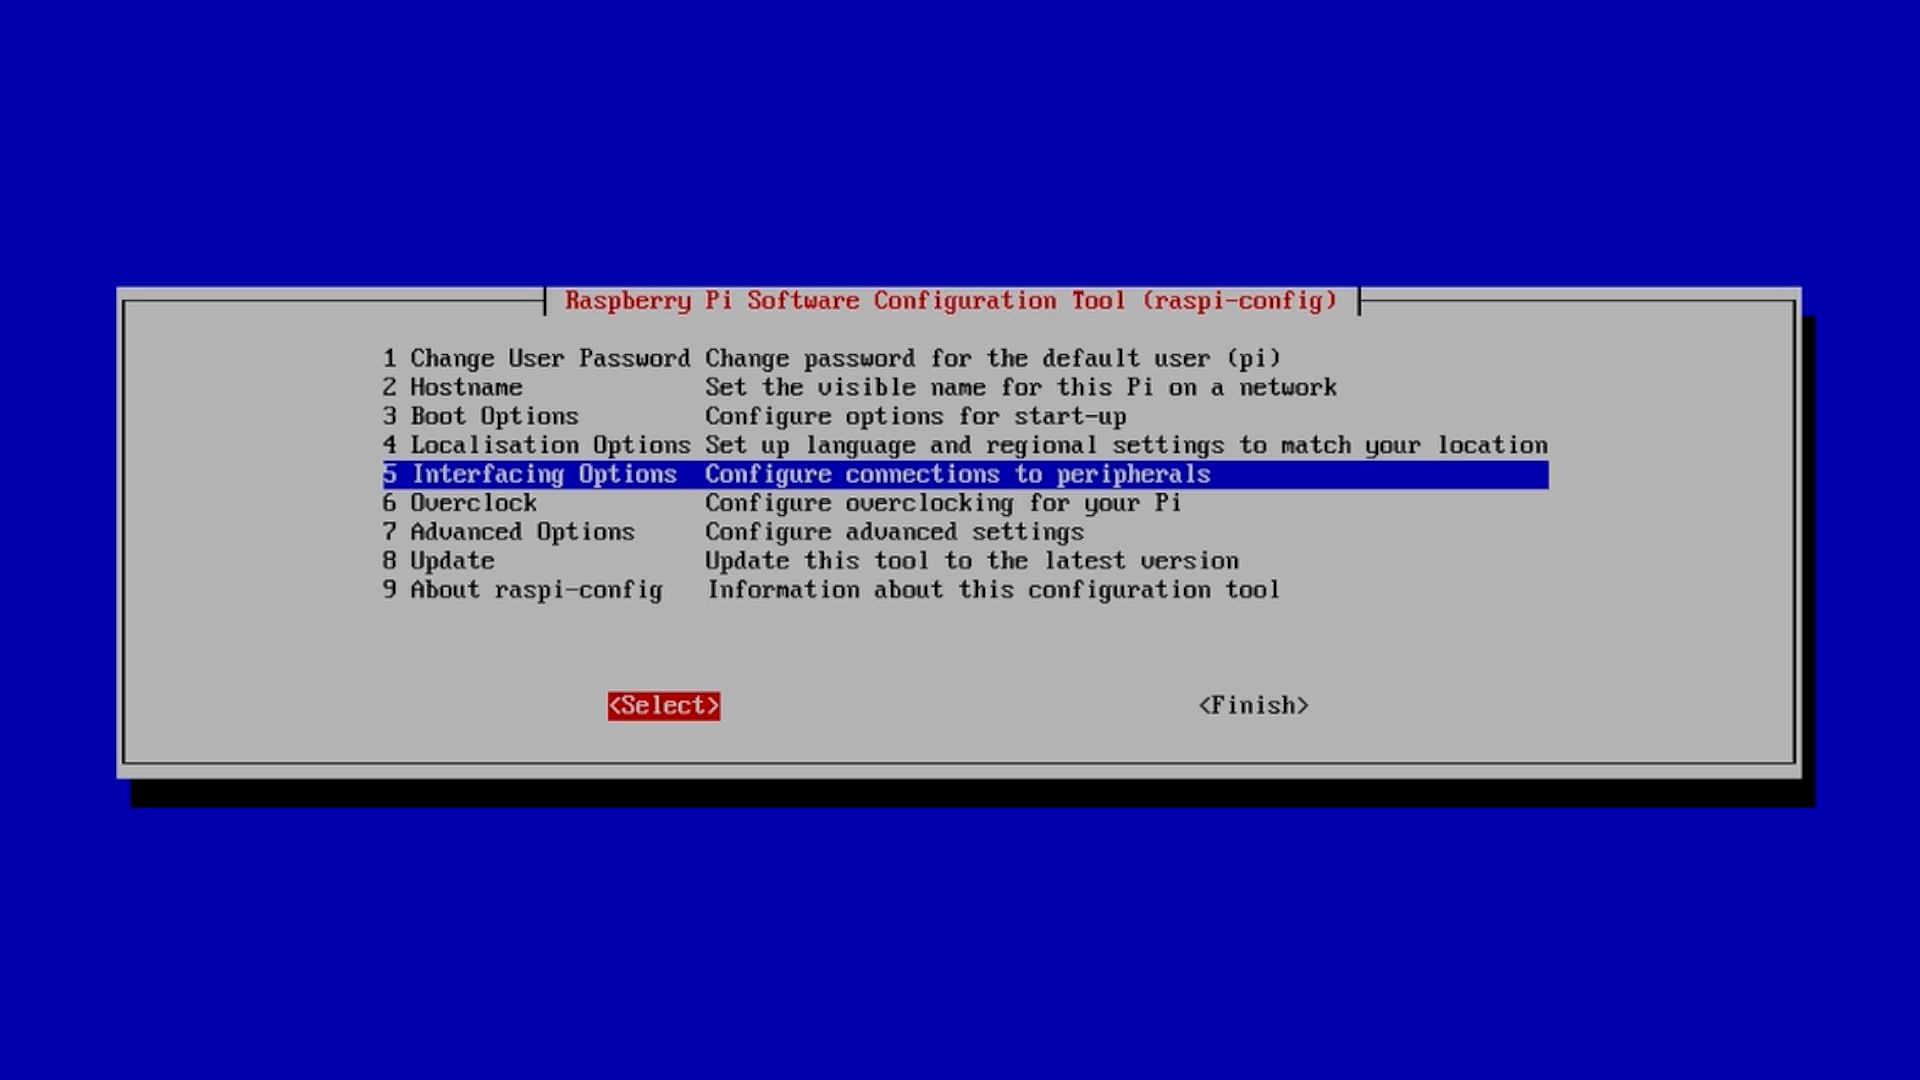 Raspberry Pi Software Configuration Tool (raspi-config)
1 Change User Password Change password for the default user (pi)
2 Hostname Set the visible name for this Pi on a network
3 Boot Options Configure options for start-up
4 Localisation Options Set up language and regional settings to match your location
5 Interfacing Options Configure connections to peripherals
6 Overclock Configure overclocking for your Pi
7 Advanced Options Configure advanced settings
8 Update Update this tool to the latest version
9 About raspi-config Information about this configuration tool
<Select> <Finish>